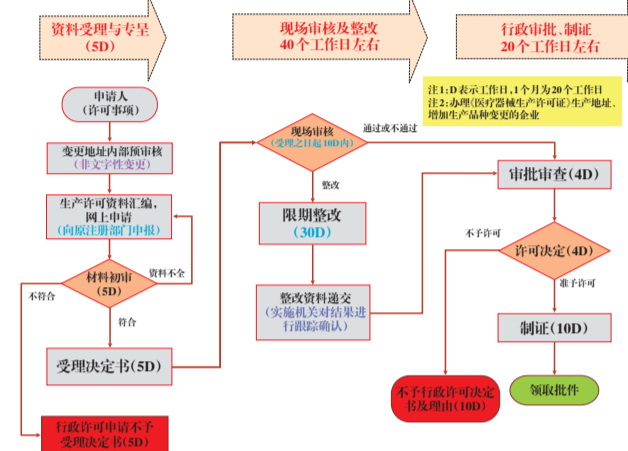 资料受理与专呈
(5D)
现场审核及整改
40个工作日左右
行政审批、制证
20个工作日左右
注1:D表示工作日,1个月为20个工作日
注2:办理《医疗器械生产许可证》生产地址、
增加生产品种变更的企业
申请人
(许可事项)
变更地址内部预审核
(非文字性变更)
生产许可资料汇编,
网上申请
(向原注册部门申报)
材料初审
(5D)
资料不全
不符合
符合
受理决定书(5D)
行政许可申请不予
受理决定书(5D)
现场审核
(受理之日起10D内)
通过或不通过
整改
限期整改
(30D)
整改资料递交
(实施机关对结果进
行跟踪确认)
审批审查(4D)
不予许可
许可决定(4D)
准予许可
制证(10D)
不予行政许可决定
书及理由(10D)
领取批件